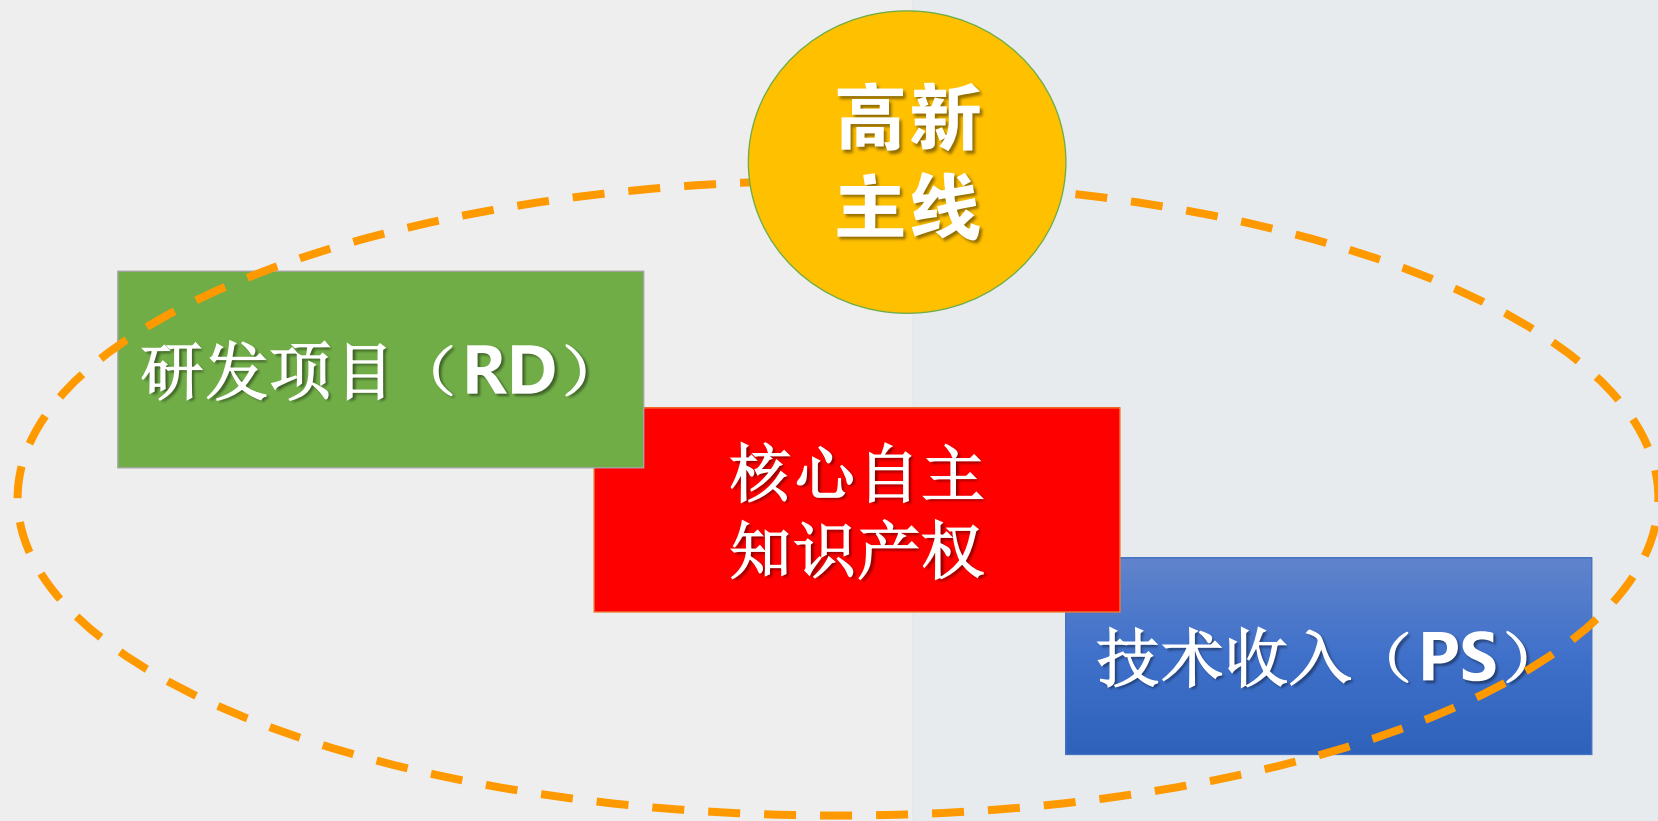 高新
主线
研发项目（RD）
核心自主
知识产权
技术收入（PS）